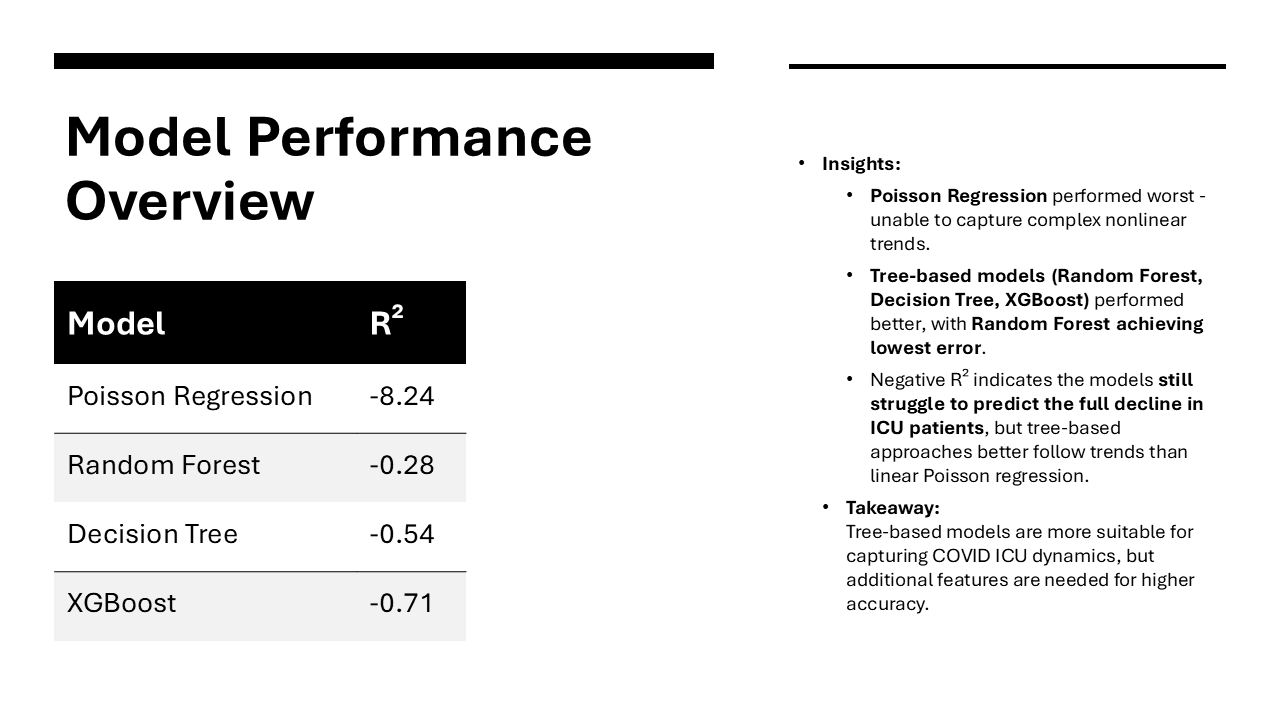 Model Performance
Overview
Model R²
Poisson Regression -8.24
Random Forest -0.28
Decision Tree -0.54
XGBoost -0.71
• Insights:
• Poisson Regression performed worst -
unable to capture complex nonlinear
trends.
• Tree-based models (Random Forest,
Decision Tree, XGBoost) performed
better, with Random Forest achieving
lowest error.
• Negative R² indicates the models still
struggle to predict the full decline in
ICU patients, but tree-based
approaches better follow trends than
linear Poisson regression.
• Takeaway:
Tree-based models are more suitable for
capturing COVID ICU dynamics, but
additional features are needed for higher
accuracy.